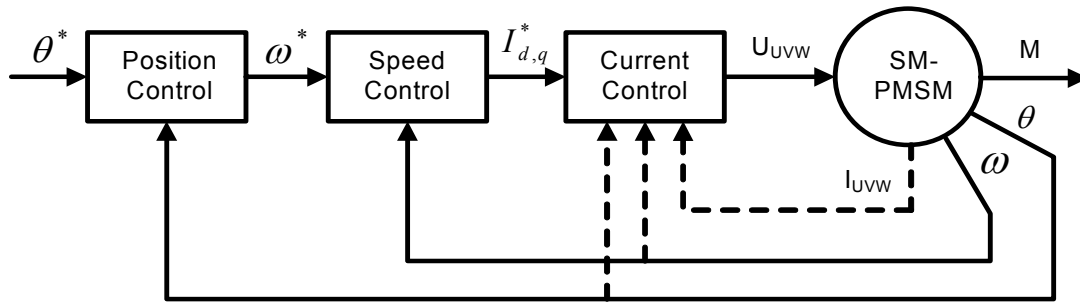 θ*
Position
Control
ω*
Speed
Control
I*d,q
Current
Control
UUVW
SM-
PMSM
M
θ
ω
IUVW